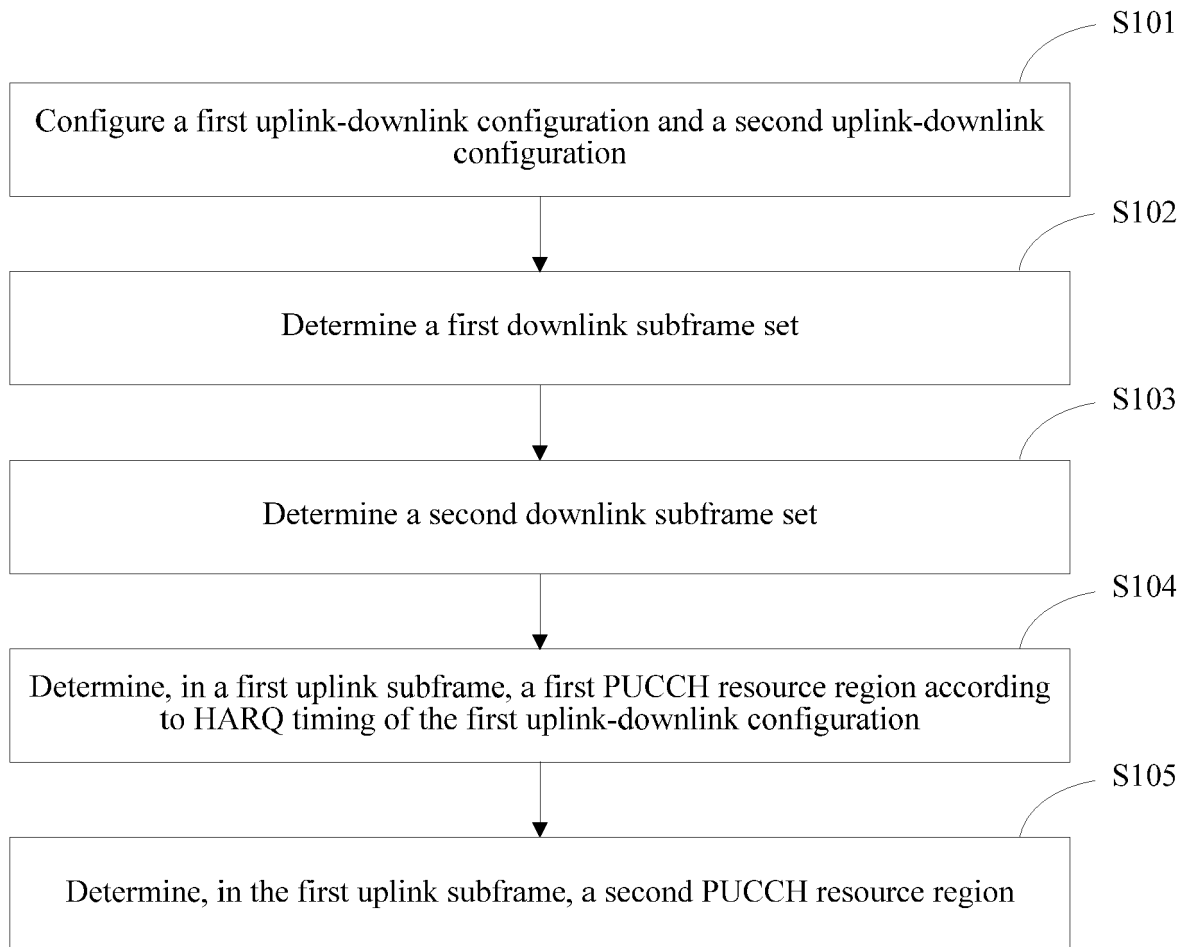 S101
Configure a first uplink-downlink configuration and a second uplink-downlink
configuration
S102
Determine a first downlink subframe set
S103
Determine a second downlink subframe set
S104
Determine, in a first uplink subframe, a first PUCCH resource region according
to HARQ timing of the first uplink-downlink configuration
S105
Determine, in the first uplink subframe, a second PUCCH resource region